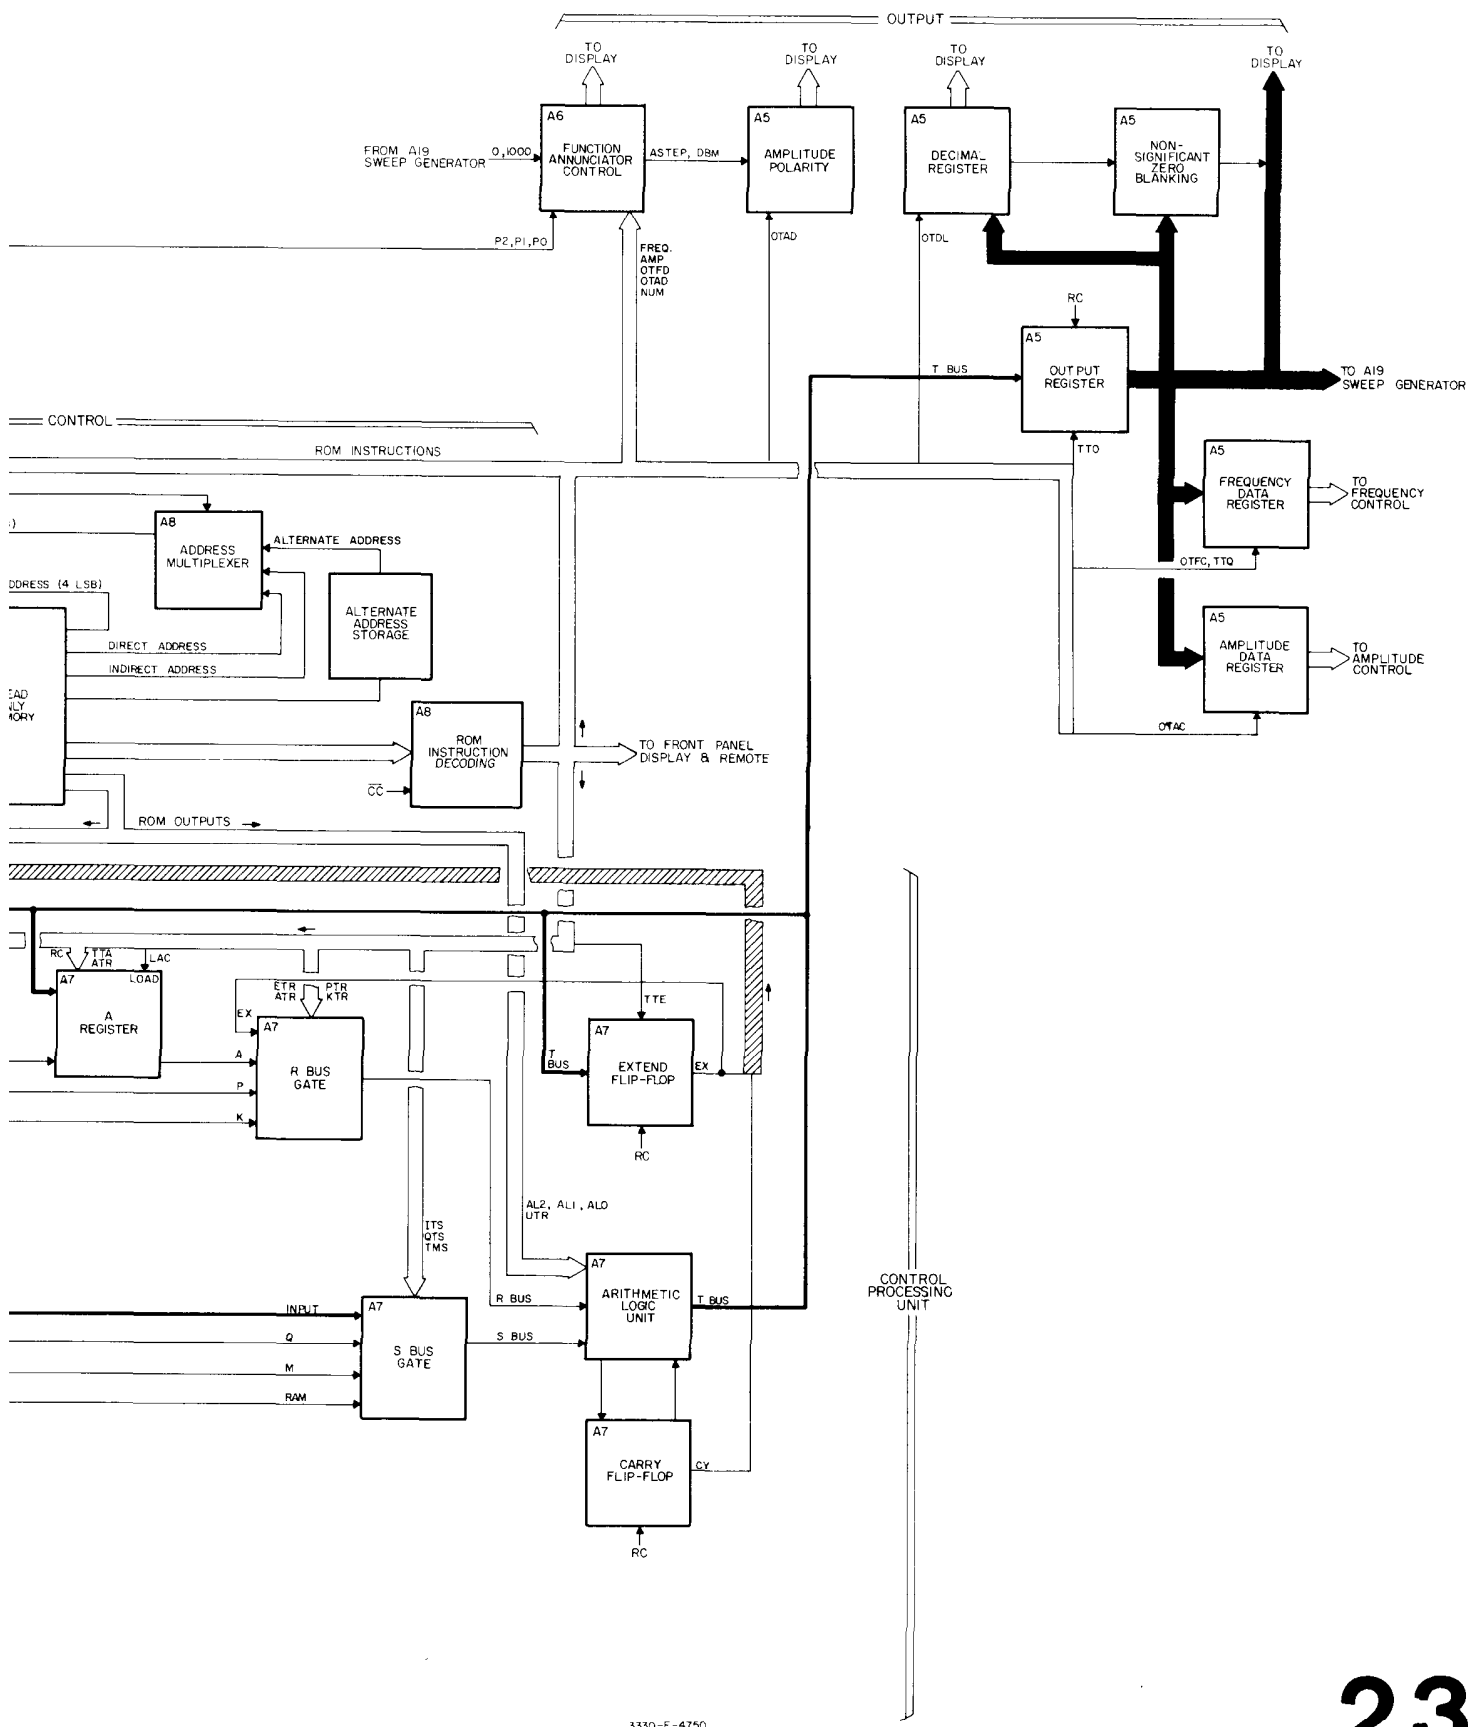 OUTPUT
TO
DISPLAY
TO
DISPLAY
TO
DISPLAY
TO
DISPLAY
A6
FUNCTION
ANNUNCIATOR
CONTROL
A5
AMPLITUDE
POLARITY
A5
DECIMAL
REGISTER
A5
NON-
SIGNIFICANT
ZERO
BLANKING
FROM A19
SWEEP GENERATOR
0,1000
ASTEP, DBM
P2,P1,P0
FREQ.
AMP
OTFD
OTAD
NUM
OTAD
OTDL
RC
A5
OUTPUT
REGISTER
T BUS
TO A19
SWEEP GENERATOR
TTO
CONTROL
ROM INSTRUCTIONS
A5
FREQUENCY
DATA
REGISTER
TO
FREQUENCY
CONTROL
OTFC, TTQ
A5
AMPLITUDE
DATA
REGISTER
TO
AMPLITUDE
CONTROL
OTAC
)
A8
ADDRESS
MULTIPLEXER
ALTERNATE ADDRESS
DDRESS (4 LSB)
ALTERNATE
ADDRESS
STORAGE
DIRECT ADDRESS
INDIRECT ADDRESS
EAD
NLY
MORY
A8
ROM
INSTRUCTION
DECODING
CC
TO FRONT PANEL
DISPLAY & REMOTE
ROM OUTPUTS
RC
TTA
ATR
LAC
A7
LOAD
A
REGISTER
ETR
ATR
PTR
KTR
EX
A7
R BUS
GATE
A
P
K
TTE
A7
EXTEND
FLIP-FLOP
T
BUS
EX
RC
AL2, AL1, AL0
UTR
ITS
QTS
TMS
A7
ARITHMETIC
LOGIC
UNIT
R BUS
S BUS
T BUS
INPUT
Q
M
RAM
A7
S BUS
GATE
A7
CARRY
FLIP-FLOP
CY
RC
CONTROL
PROCESSING
UNIT
3330-E-4750
23